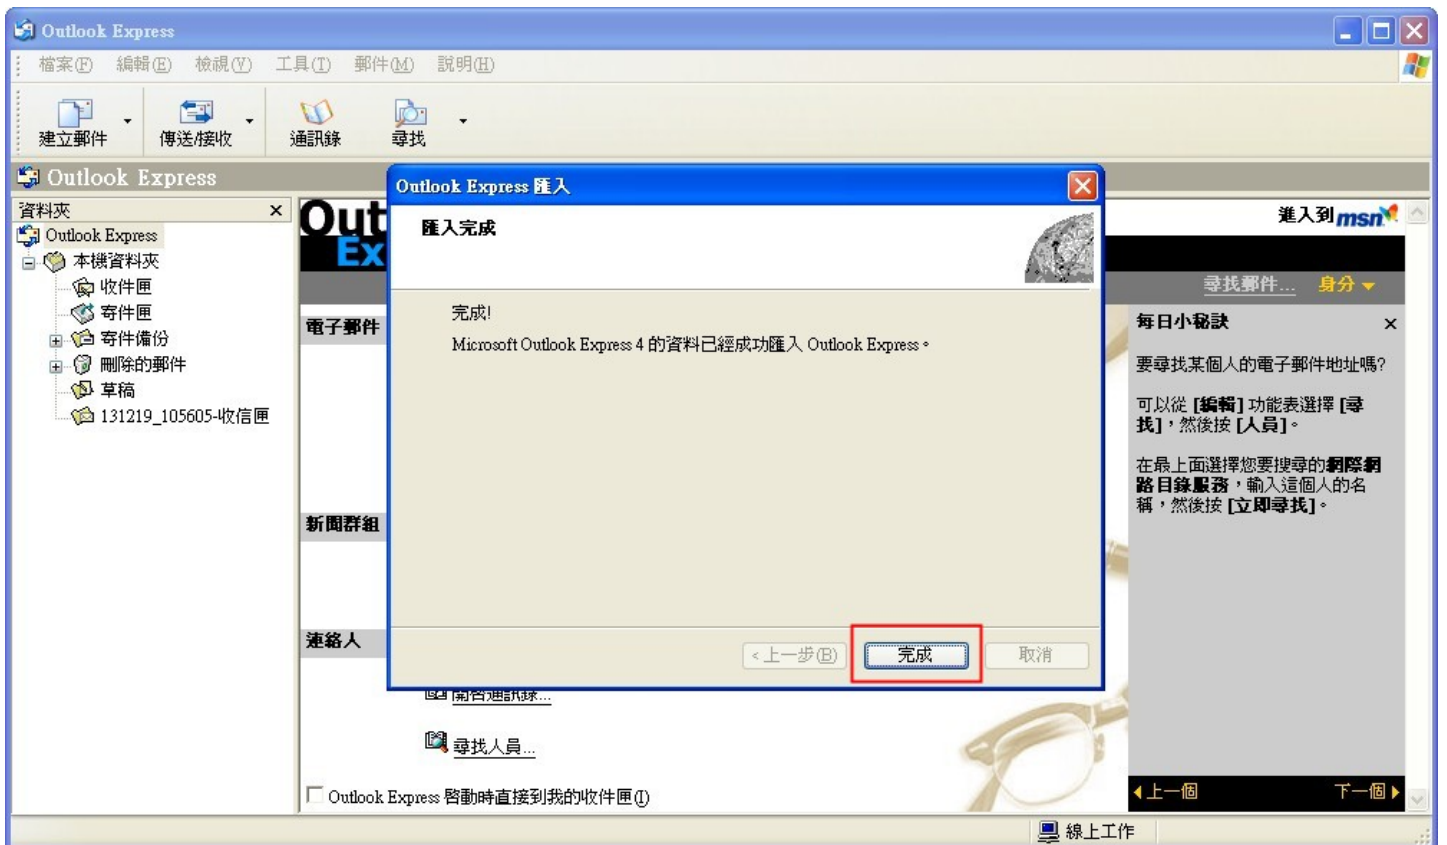 Outlook Express
檔案(F) 編輯(E) 檢視(V) 工具(T) 郵件(M) 說明(H)
建立郵件 傳送/接收 通訊錄 尋找
Outlook Express
資料夾
Outlook Express
本機資料夾
收件匣
寄件匣
寄件備份
刪除的郵件
草稿
131219_105605-收信匣
Out
Ex
電子郵件
新聞群組
連絡人
開啟通訊錄...
尋找人員...
Outlook Express 啓動時直接到我的收件匣(I)
Outlook Express 匯入
匯入完成
完成!
Microsoft Outlook Express 4 的資料已經成功匯入 Outlook Express。
<上一步(B) 完成 取消
進入到 msn
尋找郵件... 身分
每日小秘訣
要尋找某個人的電子郵件地址嗎?
可以從 [編輯] 功能表選擇 [尋
找],然後按 [人員]。
在最上面選擇您要搜尋的網際網
路目錄服務,輸入這個人的名
稱,然後按 [立即尋找]。
上一個 下一個
線上工作